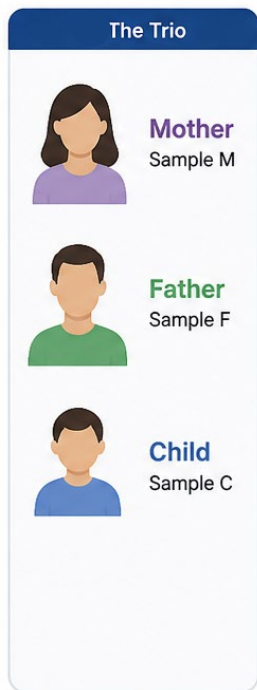 The Trio
Mother
Sample M
Father
Sample F
Child
Sample C